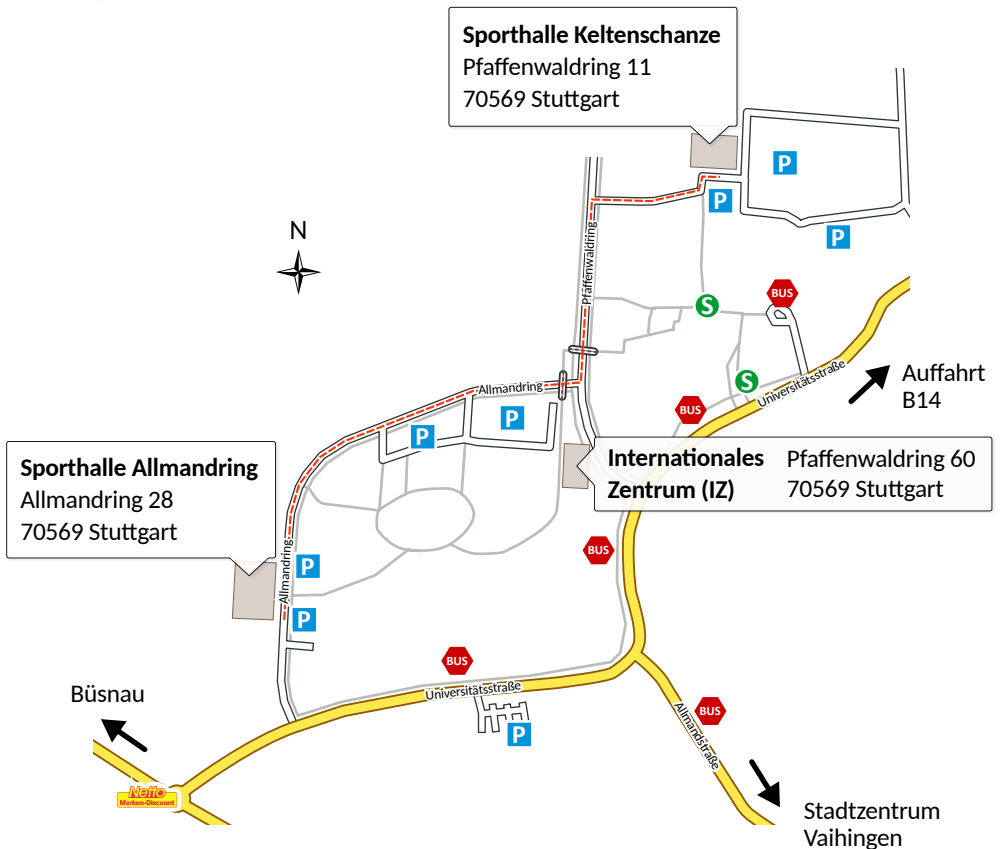 Sporthalle Keltenschanze
Pfaffenwaldring 11
70569 Stuttgart
P
P
P
N
Pfaffenwaldring
S
BUS
S
Universitätsstraße
Auffahrt
B14
Allmandring
P
P
BUS
Internationales
Zentrum (IZ)
Pfaffenwaldring 60
70569 Stuttgart
Sporthalle Allmandring
Allmandring 28
70569 Stuttgart
Allmandring
P
P
BUS
BUS
Universitätsstraße
P
Büsnau
Netto
Marken-Discount
BUS
Allmandstraße
Stadtzentrum
Vaihingen